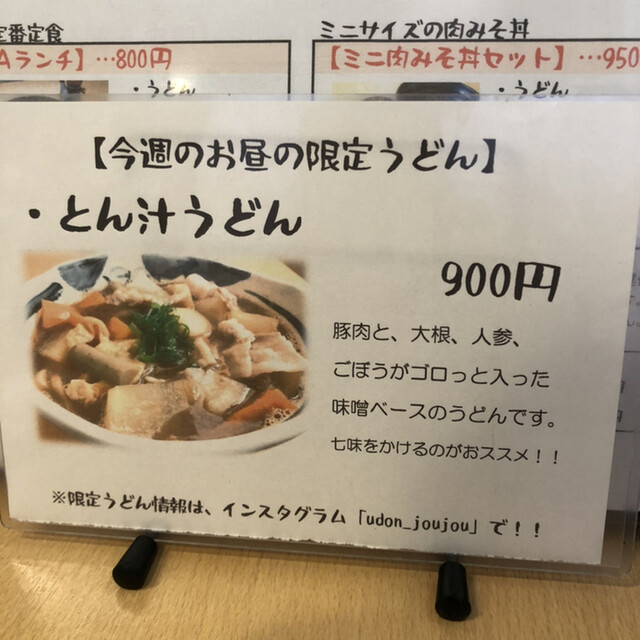 定番定食
Aランチ】…800円
・うどん
ミニサイズの肉みそ丼
【ミニ肉みそ丼セット】…950
・うどん
【今週のお昼の限定うどん】
・とん汁うどん
900円
豚肉と、大根、人参、
ごぼうがゴロっと入った
味噌ベースのうどんです。
七味をかけるのがおススメ！！
※限定うどん情報は、インスタグラム「udon_joujou」で！！